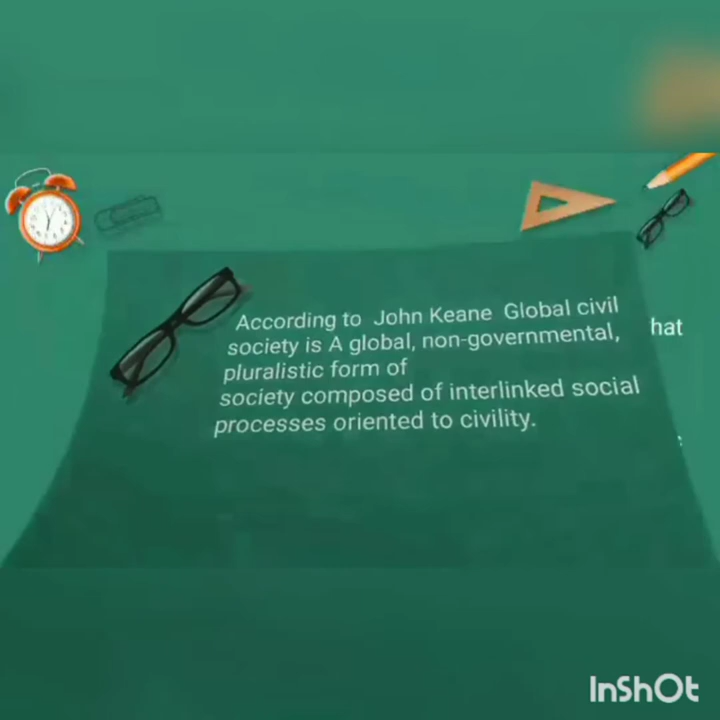 According to John Keane Global civil
society is A global, non-governmental,
pluralistic form of
society composed of interlinked social
processes oriented to civility.
hat
InShOt